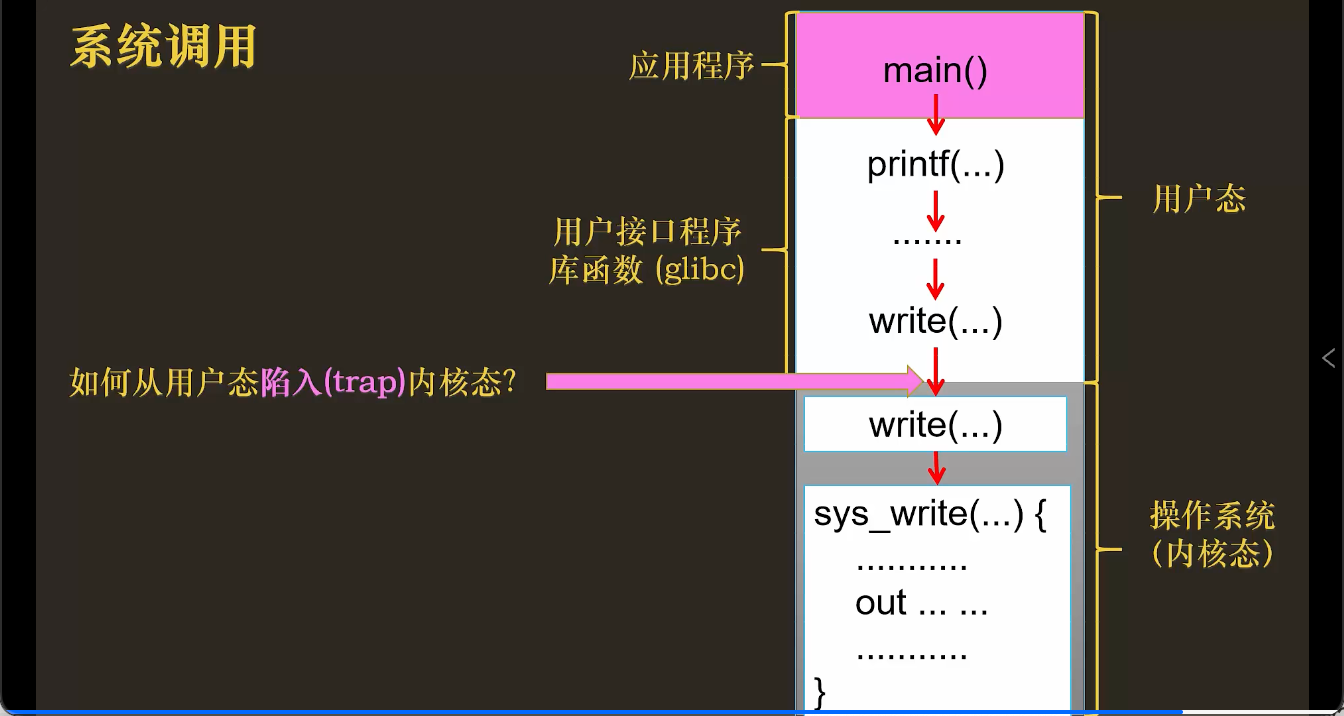 系统调用
应用程序
main()
printf(...)
.......
用户态
用户接口程序
库函数 (glibc)
write(...)
如何从用户态陷入(trap)内核态?
write(...)
sys_write(...) {
...........
out ... ...
...........
}
操作系统
(内核态)